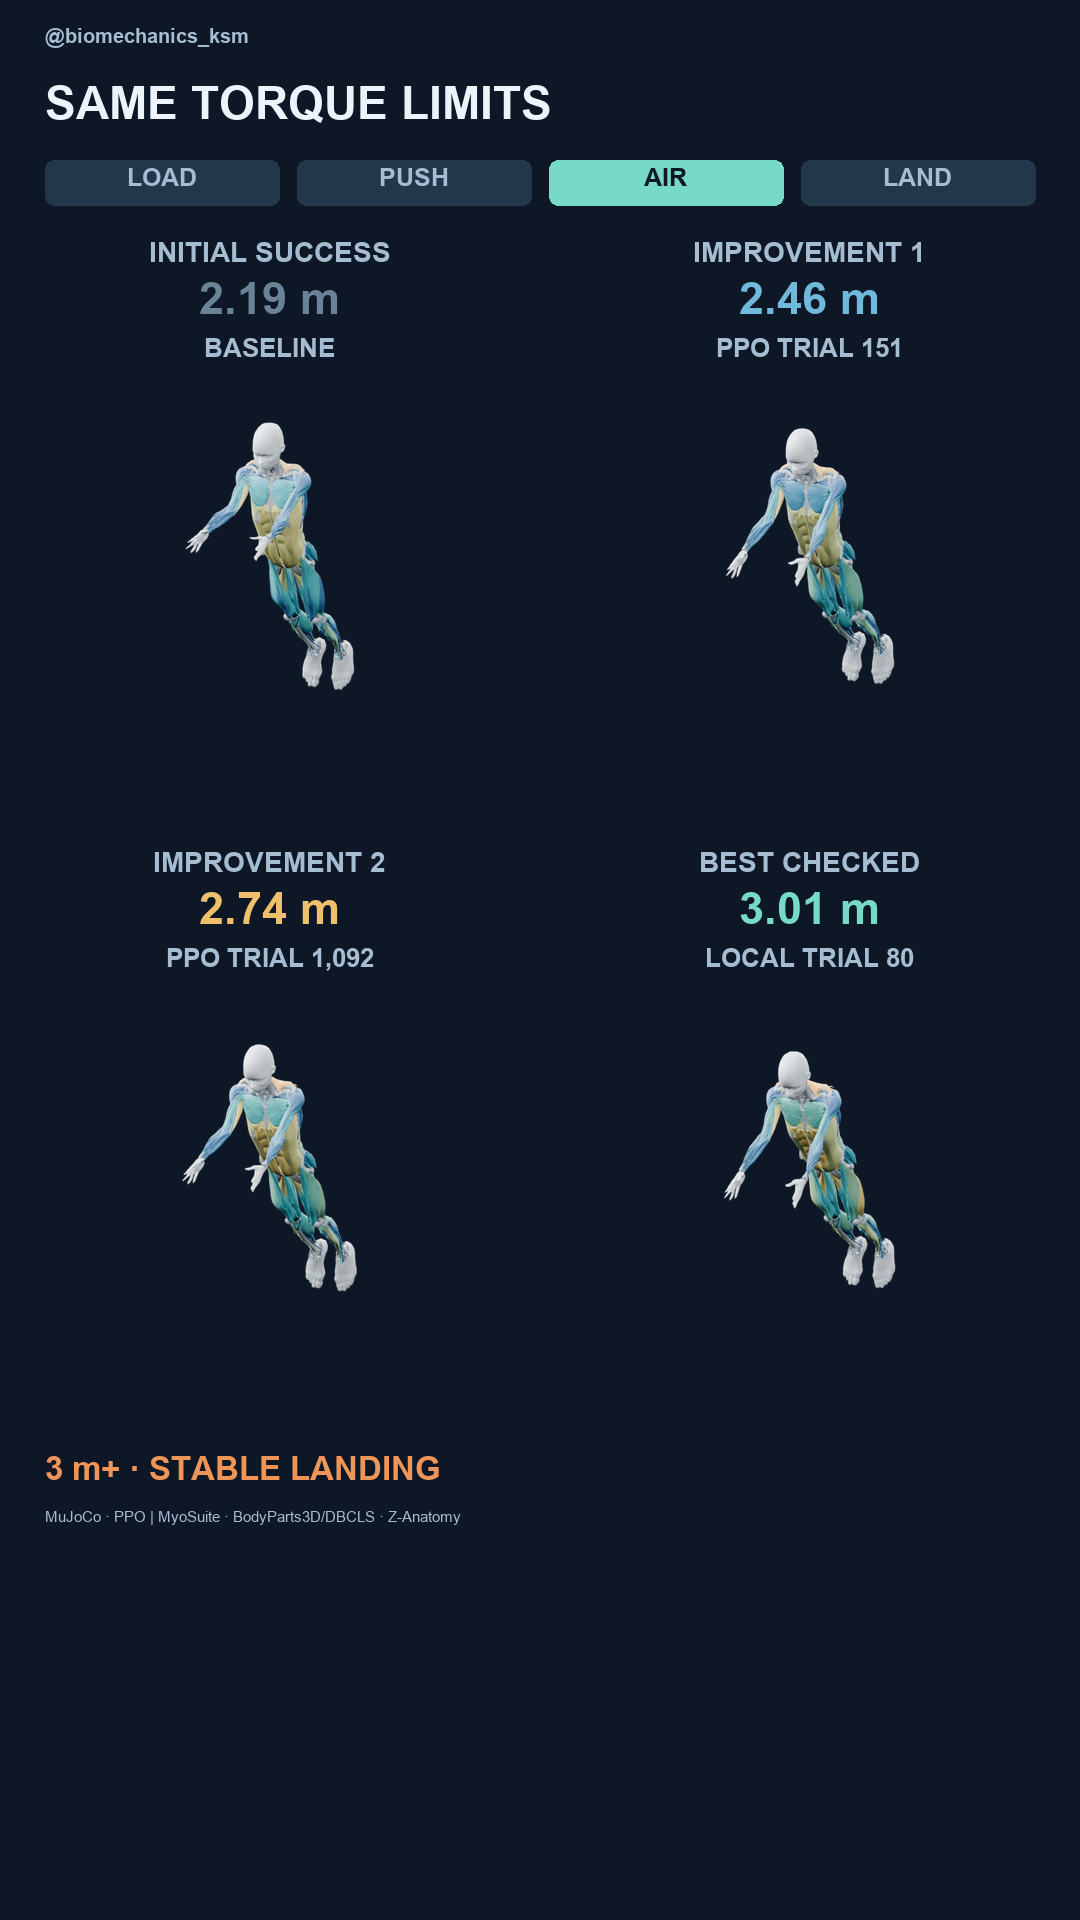 @biomechanics_ksm
SAME TORQUE LIMITS
LOAD PUSH AIR LAND
INITIAL SUCCESS
2.19 m
BASELINE
IMPROVEMENT 1
2.46 m
PPO TRIAL 151
IMPROVEMENT 2
2.74 m
PPO TRIAL 1,092
BEST CHECKED
3.01 m
LOCAL TRIAL 80
3 m+ · STABLE LANDING
MuJoCo · PPO | MyoSuite · BodyParts3D/DBCLS · Z-Anatomy